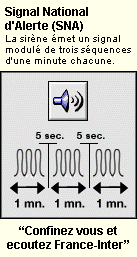 Signal National
d'Alerte (SNA)
La sirène émet un signal
modulé de trois séquences
d'une minute chacune.
5 sec. 5 sec.
1 mn. 1 mn. 1 mn.
“Confinez vous et
ecoutez France-Inter”